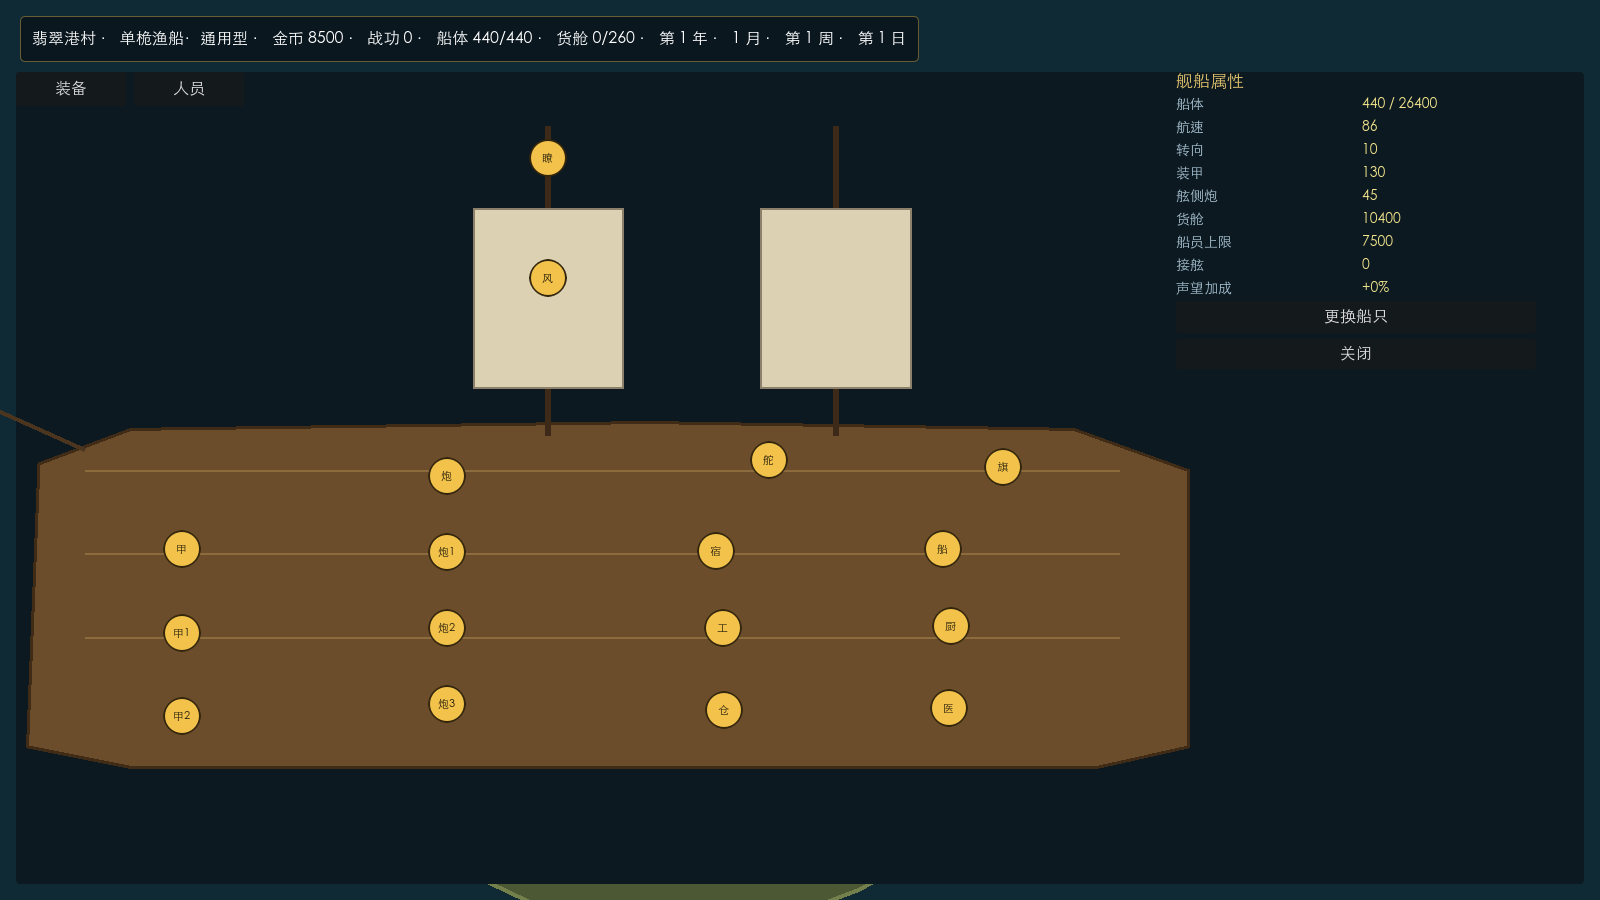 翡翠港村 · 单桅渔船 · 通用型 · 金币 8500 · 战功 0 · 船体 440/440 · 货舱 0/260 · 第 1 年 · 1 月 · 第 1 周 · 第 1 日
装备 人员
舰船属性
船体 440 / 26400
航速 86
转向 10
装甲 130
舷侧炮 45
货舱 10400
船员上限 7500
接舷 0
声望加成 +0%
更换船只
关闭
瞭
风
炮 舵 旗
甲 炮1 宿 船
甲1 炮2 工 厨
甲2 炮3 仓 医